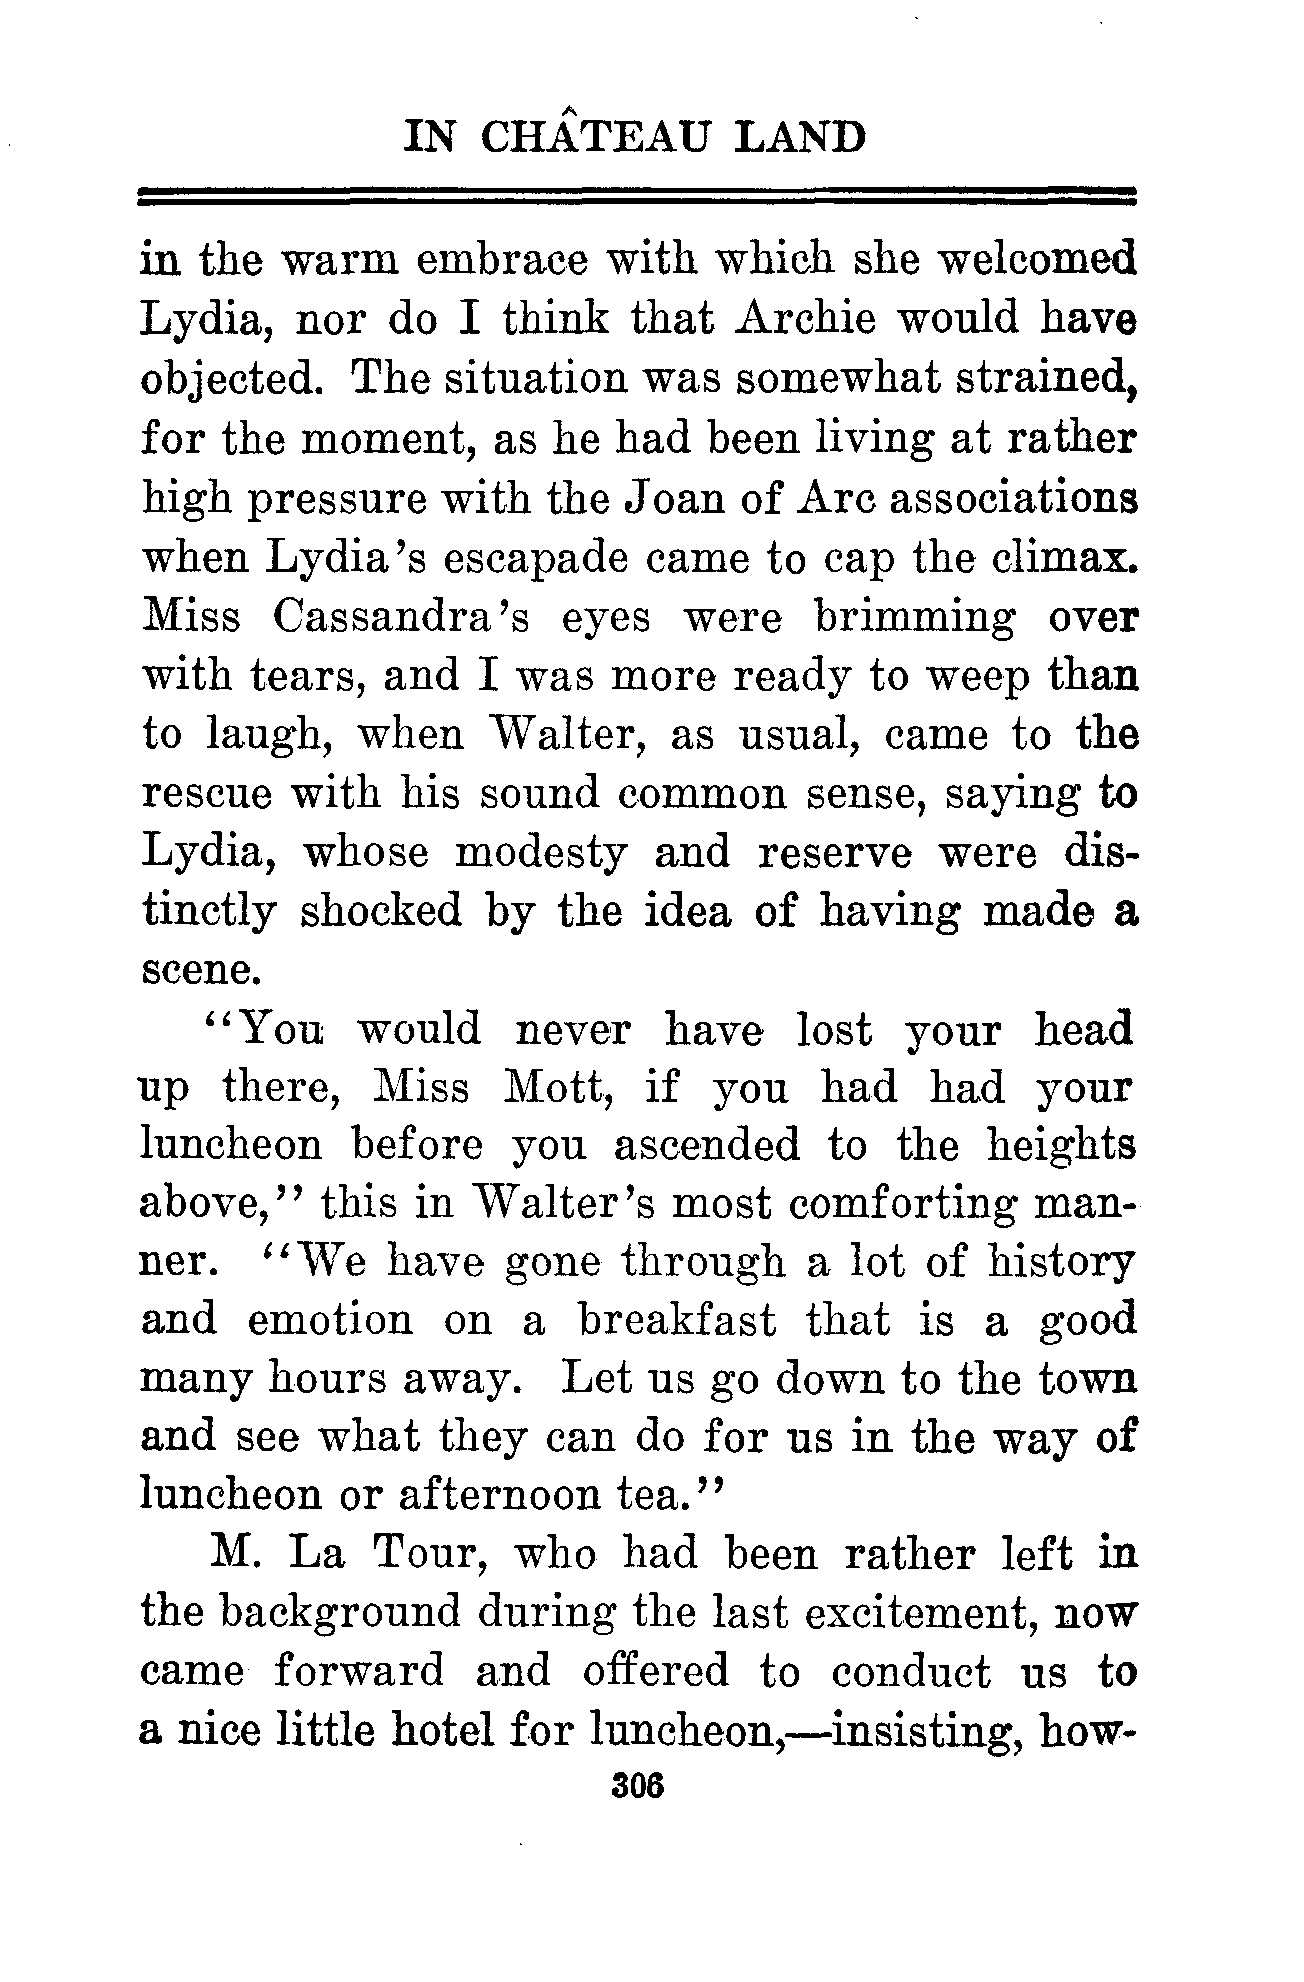 IN CHÂTEAU LAND
in the warm embrace with which she welcomed
Lydia, nor do I think that Archie would have
objected. The situation was somewhat strained,
for the moment, as he had been living at rather
high pressure with the Joan of Arc associations
when Lydia's escapade came to cap the climax.
Miss Cassandra's eyes were brimming over
with tears, and I was more ready to weep than
to laugh, when Walter, as usual, came to the
rescue with his sound common sense, saying to
Lydia, whose modesty and reserve were dis-
tinctly shocked by the idea of having made a
scene.
"You would never have lost your head
up there, Miss Mott, if you had had your
luncheon before you ascended to the heights
above," this in Walter's most comforting man-
ner. "We have gone through a lot of history
and emotion on a breakfast that is a good
many hours away. Let us go down to the town
and see what they can do for us in the way of
luncheon or afternoon tea."
M. La Tour, who had been rather left in
the background during the last excitement, now
came forward and offered to conduct us to
a nice little hotel for luncheon,—insisting, how-
306